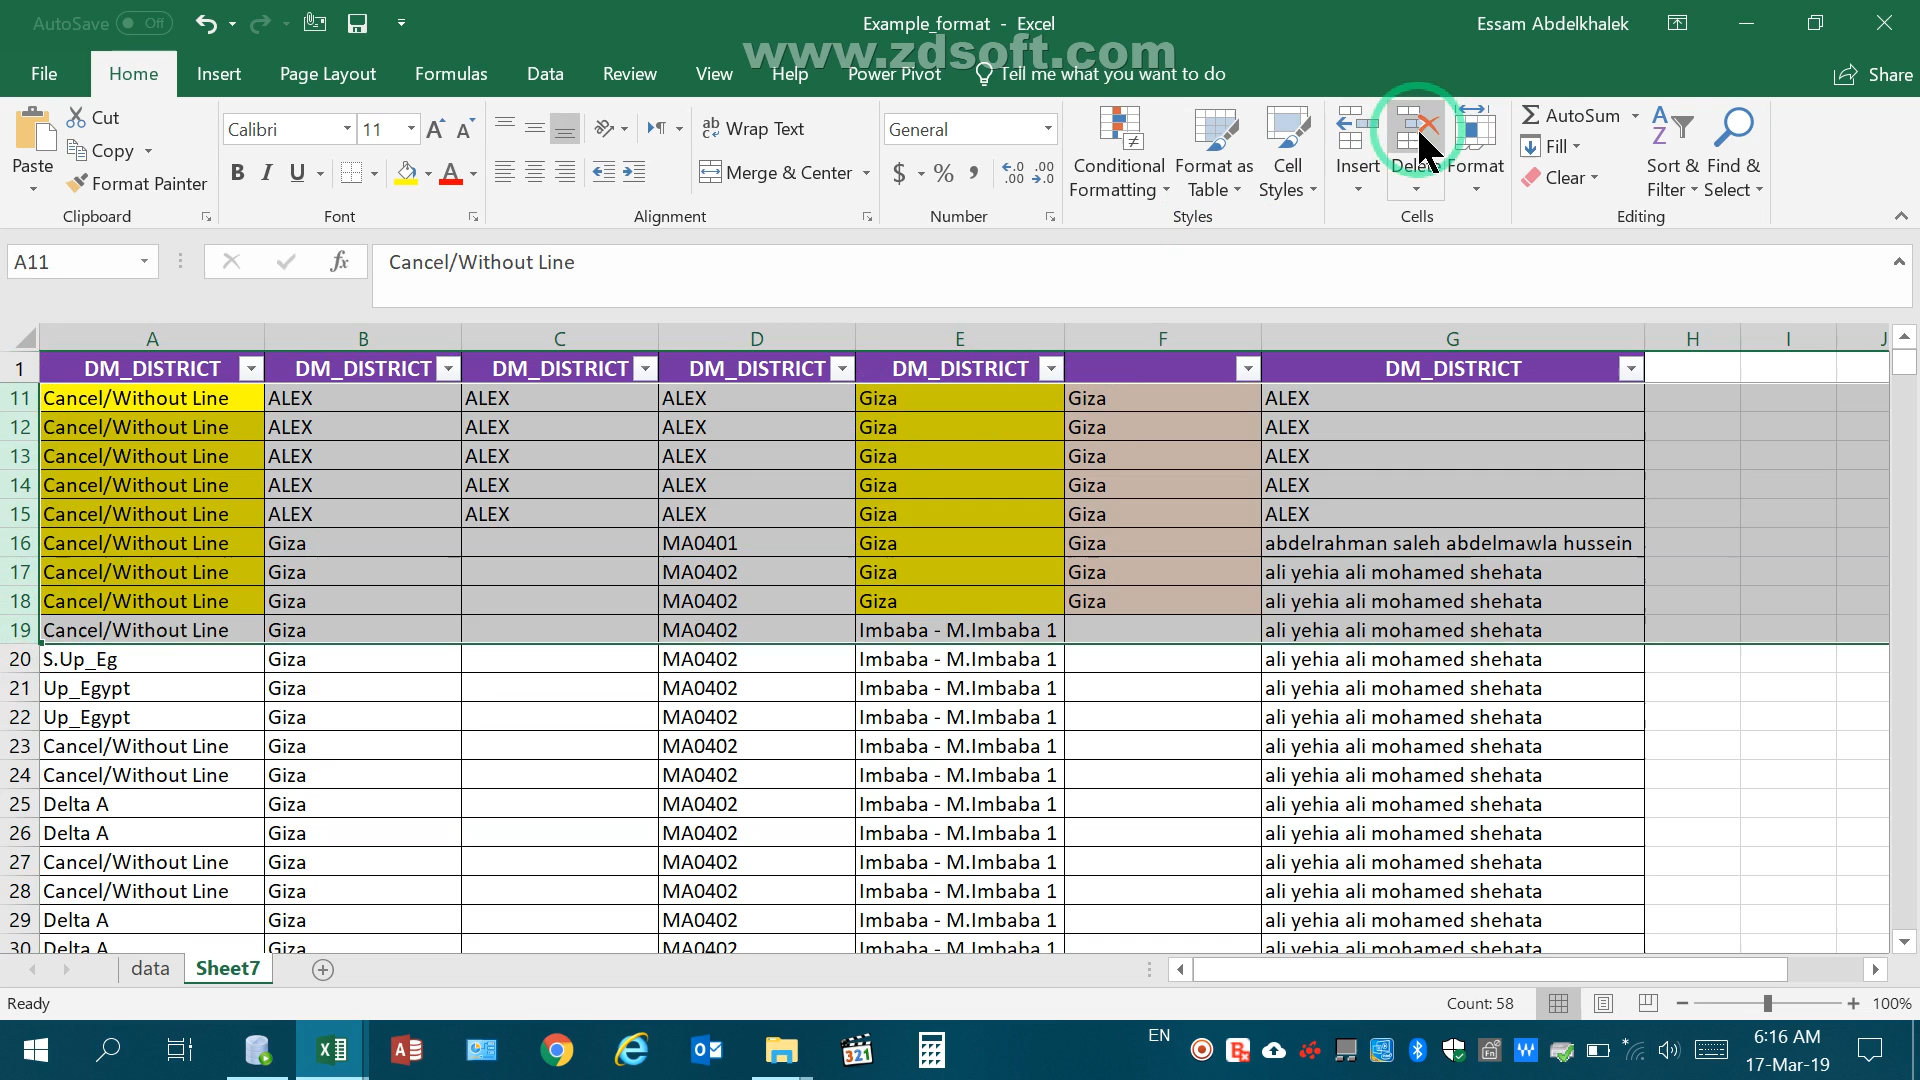 AutoSave Off Example_format - Excel Essam Abdelkhalek
www.zdsoft.com
File Home Insert Page Layout Formulas Data Review View Help Power Pivot Tell me what you want to do Share
Paste Cut Copy Format Painter Clipboard
Calibri 11 A A B I U A Font
ab Wrap Text Merge & Center Alignment
General $ % , .00 .00 Number
Conditional Formatting Format as Table Cell Styles Styles
Insert Delete Format Cells
AutoSum Fill Clear Sort & Filter Find & Select Editing
A11 fx Cancel/Without Line
A B C D E F G H I J
1 DM_DISTRICT DM_DISTRICT DM_DISTRICT DM_DISTRICT DM_DISTRICT DM_DISTRICT
11 Cancel/Without Line ALEX ALEX ALEX Giza Giza ALEX
12 Cancel/Without Line ALEX ALEX ALEX Giza Giza ALEX
13 Cancel/Without Line ALEX ALEX ALEX Giza Giza ALEX
14 Cancel/Without Line ALEX ALEX ALEX Giza Giza ALEX
15 Cancel/Without Line ALEX ALEX ALEX Giza Giza ALEX
16 Cancel/Without Line Giza MA0401 Giza Giza abdelrahman saleh abdelmawla hussein
17 Cancel/Without Line Giza MA0402 Giza Giza ali yehia ali mohamed shehata
18 Cancel/Without Line Giza MA0402 Giza Giza ali yehia ali mohamed shehata
19 Cancel/Without Line Giza MA0402 Imbaba - M.Imbaba 1 ali yehia ali mohamed shehata
20 S.Up_Eg Giza MA0402 Imbaba - M.Imbaba 1 ali yehia ali mohamed shehata
21 Up_Egypt Giza MA0402 Imbaba - M.Imbaba 1 ali yehia ali mohamed shehata
22 Up_Egypt Giza MA0402 Imbaba - M.Imbaba 1 ali yehia ali mohamed shehata
23 Cancel/Without Line Giza MA0402 Imbaba - M.Imbaba 1 ali yehia ali mohamed shehata
24 Cancel/Without Line Giza MA0402 Imbaba - M.Imbaba 1 ali yehia ali mohamed shehata
25 Delta A Giza MA0402 Imbaba - M.Imbaba 1 ali yehia ali mohamed shehata
26 Delta A Giza MA0402 Imbaba - M.Imbaba 1 ali yehia ali mohamed shehata
27 Cancel/Without Line Giza MA0402 Imbaba - M.Imbaba 1 ali yehia ali mohamed shehata
28 Cancel/Without Line Giza MA0402 Imbaba - M.Imbaba 1 ali yehia ali mohamed shehata
29 Delta A Giza MA0402 Imbaba - M.Imbaba 1 ali yehia ali mohamed shehata
30 Delta A Giza MA0402 Imbaba - M.Imbaba 1 ali yehia ali mohamed shehata
data Sheet7
Ready Count: 58 100%
EN 6:16 AM
17-Mar-19